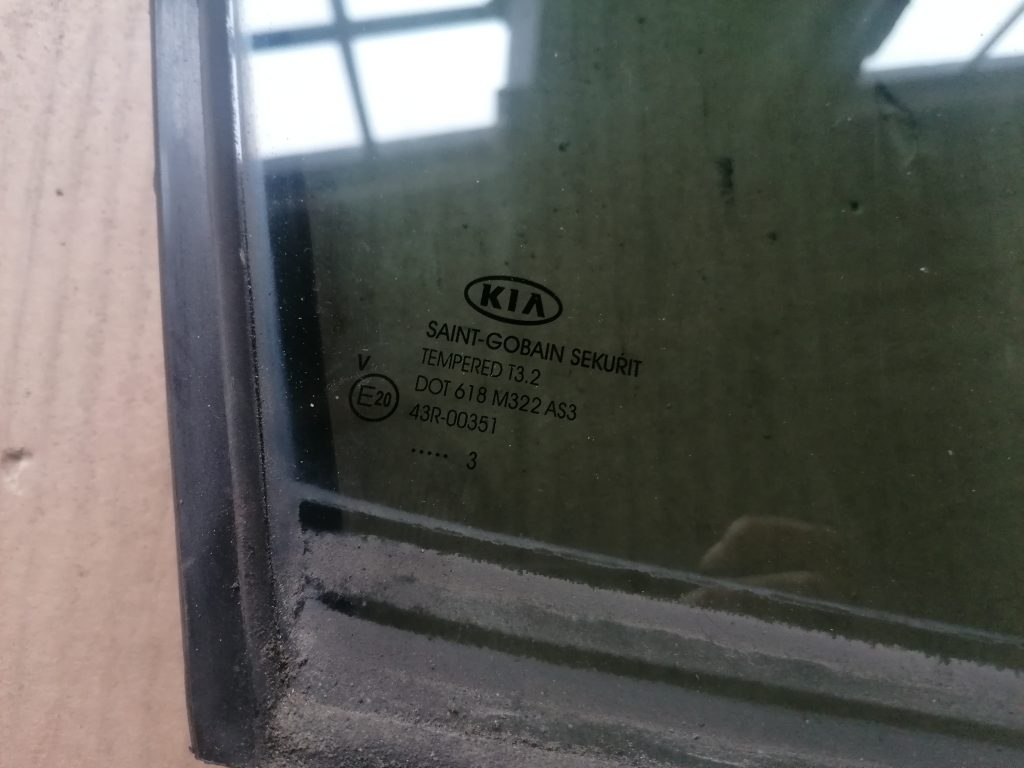 KIA
SAINT-GOBAIN SEKURIT
TEMPERED T3.2
V
E20
DOT 618 M322 AS3
43R-00351
..... 3